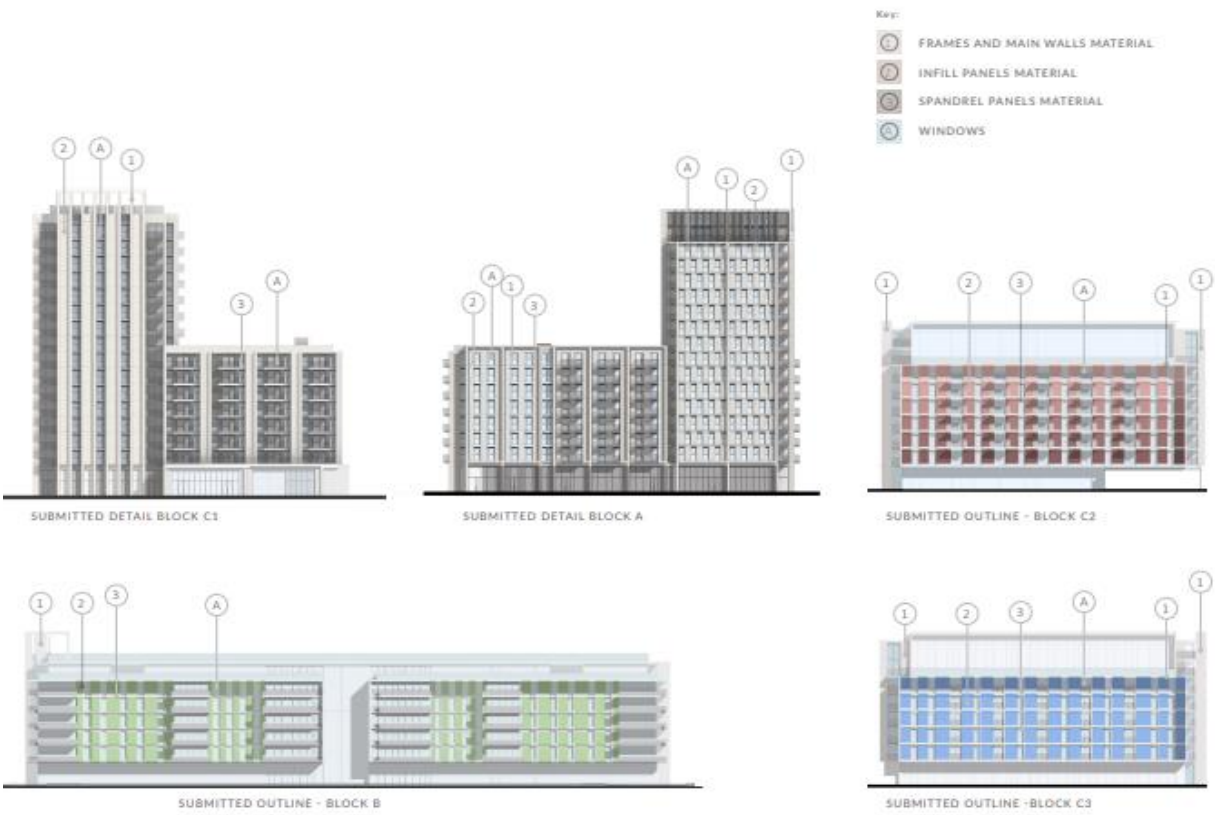 Key:
1 FRAMES AND MAIN WALLS MATERIAL
2 INFILL PANELS MATERIAL
3 SPANDREL PANELS MATERIAL
A WINDOWS
2 A 1
3 A
SUBMITTED DETAIL BLOCK C1
A 1 2 1
2 A 1 3
SUBMITTED DETAIL BLOCK A
1 2 3 A 1 1
SUBMITTED OUTLINE - BLOCK C2
1 2 3 A
SUBMITTED OUTLINE - BLOCK B
1 2 3 A 1 1
SUBMITTED OUTLINE -BLOCK C3